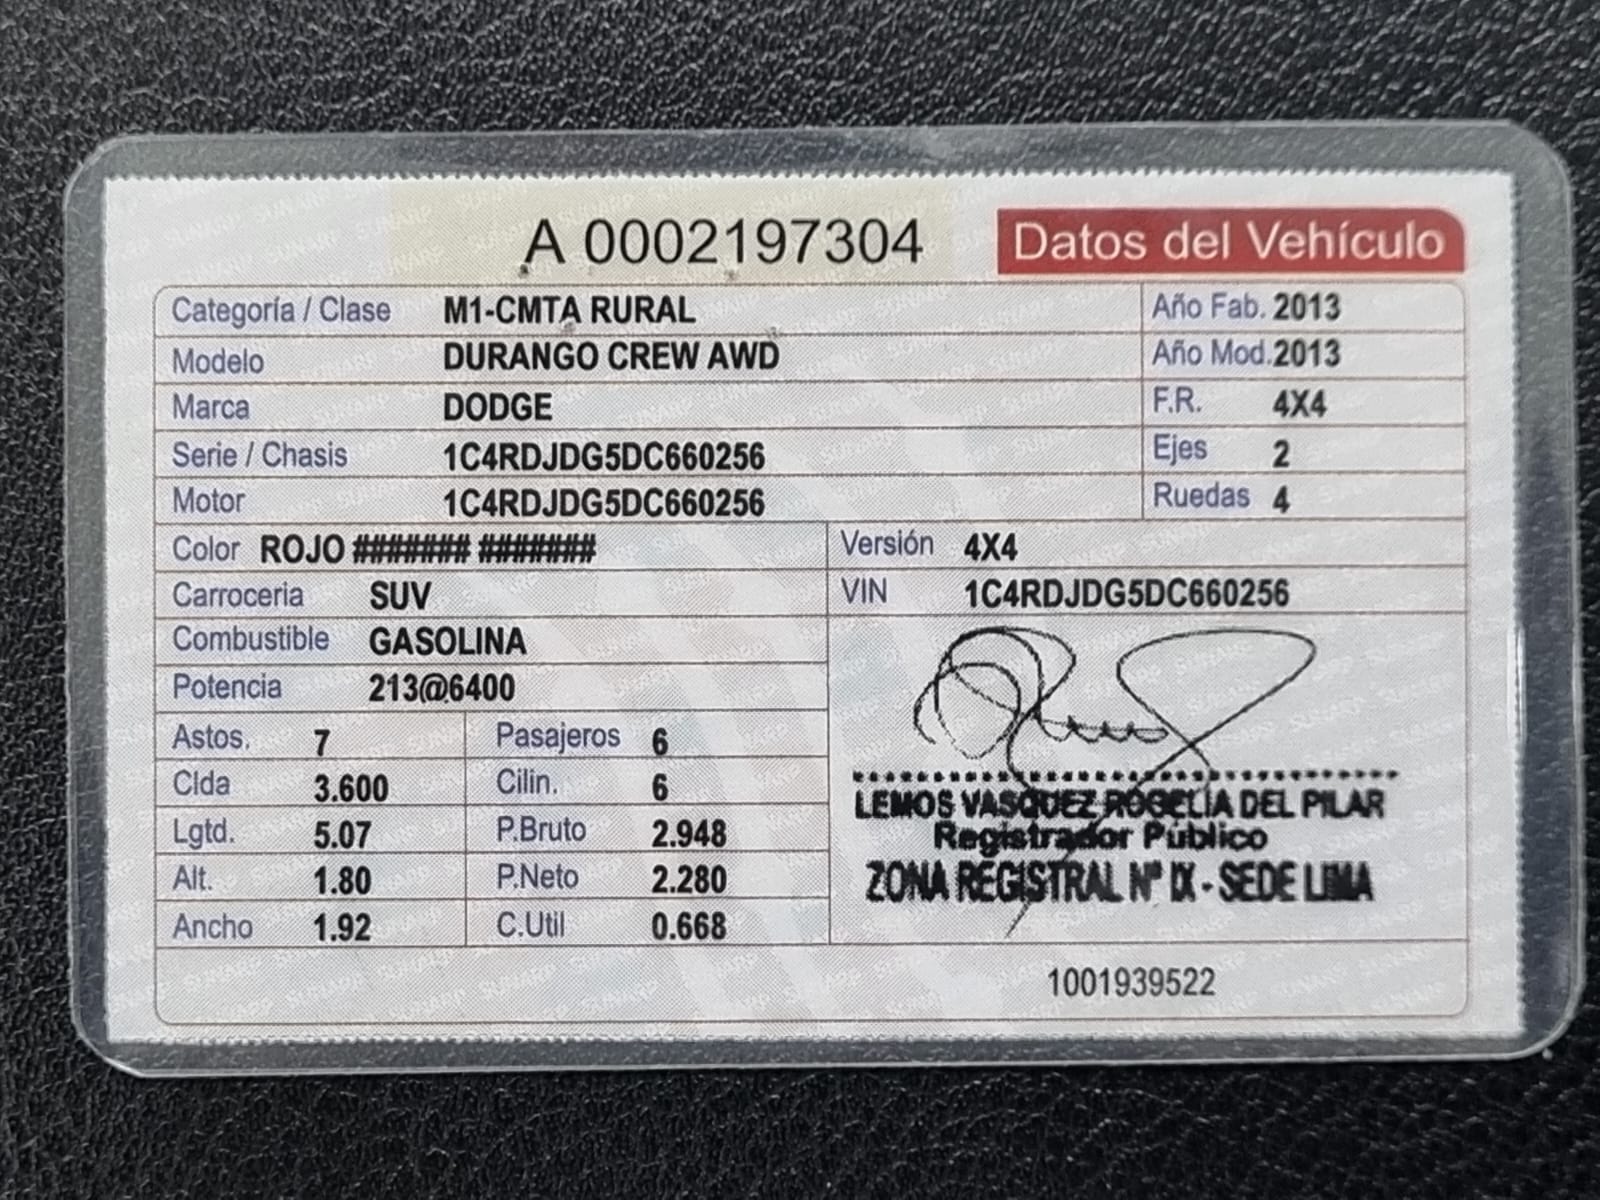 A 0002197304 Datos del Vehículo
Categoría / Clase M1-CMTA RURAL Año Fab. 2013
Modelo DURANGO CREW AWD Año Mod. 2013
Marca DODGE F.R. 4X4
Serie / Chasis 1C4RDJDG5DC660256 Ejes 2
Motor 1C4RDJDG5DC660256 Ruedas 4
Color ROJO ####### ####### Versión 4X4
Carroceria SUV VIN 1C4RDJDG5DC660256
Combustible GASOLINA
Potencia 213@6400
Astos. 7 Pasajeros 6
Clda 3.600 Cilin. 6
Lgtd. 5.07 P.Bruto 2.948
Alt. 1.80 P.Neto 2.280
Ancho 1.92 C.Util 0.668
LEMOS VASQUEZ ROGELIA DEL PILAR
Registrador Público
ZONA REGISTRAL Nº IX - SEDE LIMA
1001939522